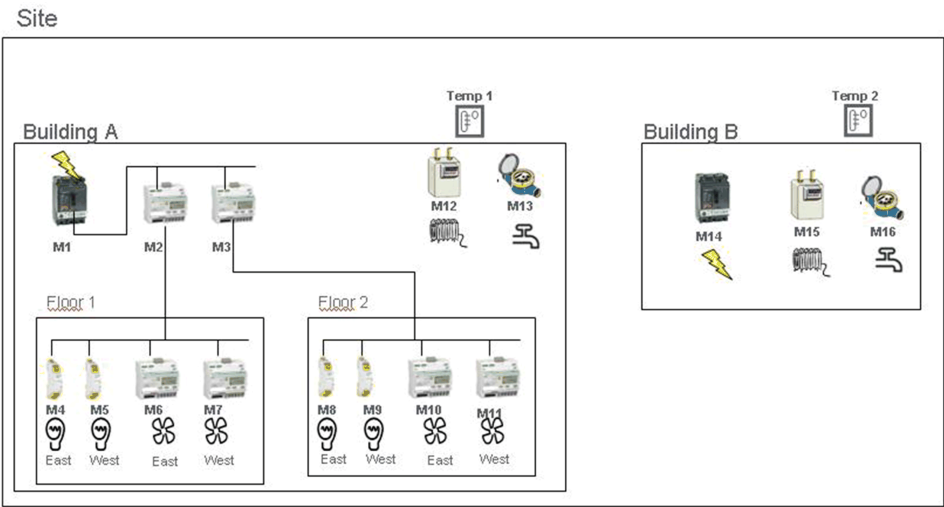 Site
Temp 1
Temp 2
Building A
Building B
M12
M13
M1
M2
M3
M14
M15
M16
Floor 1
Floor 2
M4
M5
M6
M7
M8
M9
M10
M11
East
West
East
West
East
West
East
West